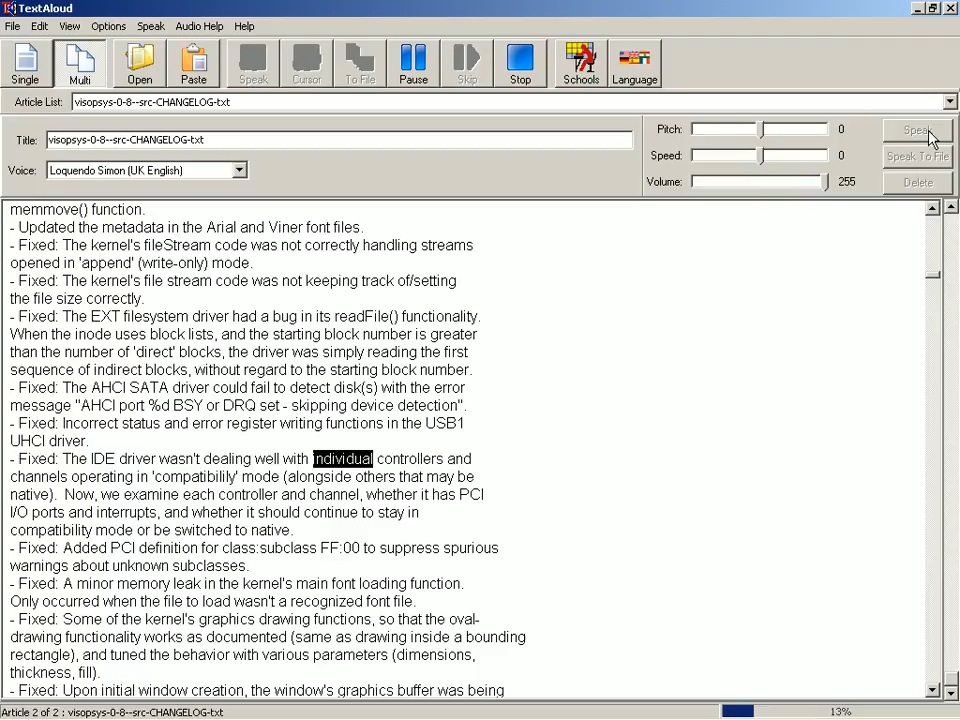 TextAloud
File Edit View Options Speak Audio Help Help
Single Multi Open Paste Speak Cursor To File Pause Skip Stop Schools Language
Article List: visopsys-0-8--src-CHANGELOG-txt
Title: visopsys-0-8--src-CHANGELOG-txt
Voice: Loquendo Simon (UK English)
Pitch: 0 Speak
Speed: 0 Speak To File
Volume: 255 Delete
memmove() function.
- Updated the metadata in the Arial and Viner font files.
- Fixed: The kernel's fileStream code was not correctly handling streams
opened in 'append' (write-only) mode.
- Fixed: The kernel's file stream code was not keeping track of/setting
the file size correctly.
- Fixed: The EXT filesystem driver had a bug in its readFile() functionality.
When the inode uses block lists, and the starting block number is greater
than the number of 'direct' blocks, the driver was simply reading the first
sequence of indirect blocks, without regard to the starting block number.
- Fixed: The AHCI SATA driver could fail to detect disk(s) with the error
message "AHCI port %d BSY or DRQ set - skipping device detection".
- Fixed: Incorrect status and error register writing functions in the USB1
UHCI driver.
- Fixed: The IDE driver wasn't dealing well with individual controllers and
channels operating in 'compatibilily' mode (alongside others that may be
native). Now, we examine each controller and channel, whether it has PCI
I/O ports and interrupts, and whether it should continue to stay in
compatibility mode or be switched to native.
- Fixed: Added PCI definition for class:subclass FF:00 to suppress spurious
warnings about unknown subclasses.
- Fixed: A minor memory leak in the kernel's main font loading function.
Only occurred when the file to load wasn't a recognized font file.
- Fixed: Some of the kernel's graphics drawing functions, so that the oval-
drawing functionality works as documented (same as drawing inside a bounding
rectangle), and tuned the behavior with various parameters (dimensions,
thickness, fill).
- Fixed: Upon initial window creation, the window's graphics buffer was being
Article 2 of 2 : visopsys-0-8--src-CHANGELOG-txt 13%